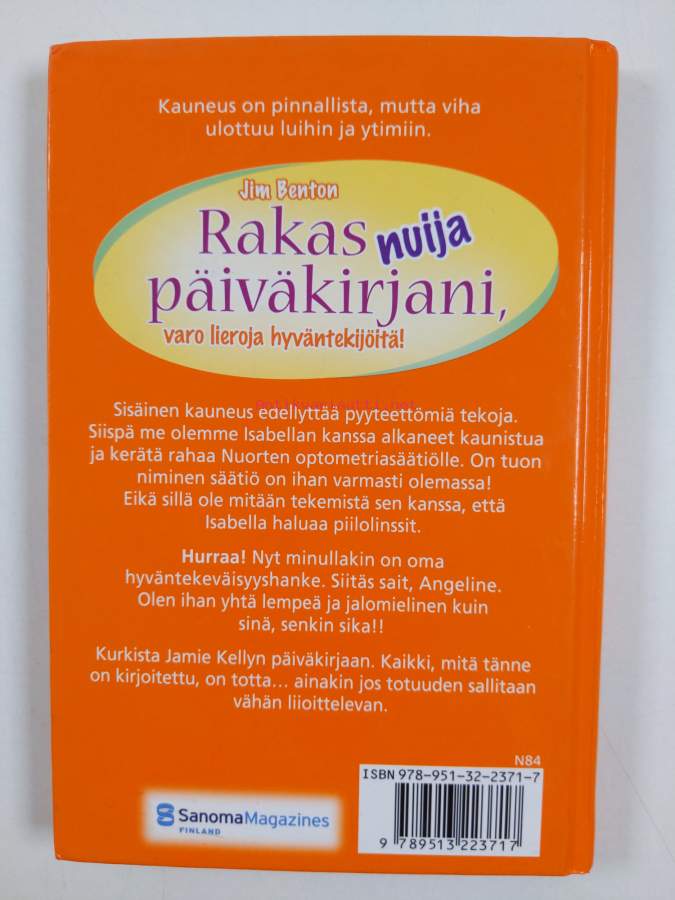 Kauneus on pinnallista, mutta viha
ulottuu luihin ja ytimiin.
Jim Benton
Rakas nuija
päiväkirjani,
varo lieroja hyväntekijöitä!
antikvariaatti.net
Sisäinen kauneus edellyttää pyyteettömiä tekoja.
Siispä me olemme Isabellan kanssa alkaneet kaunistua
ja kerätä rahaa Nuorten optometriasäätiölle. On tuon
niminen säätiö on ihan varmasti olemassa!
Eikä sillä ole mitään tekemistä sen kanssa, että
Isabella haluaa piilolinssit.
Hurraa! Nyt minullakin on oma
hyväntekeväisyyshanke. Siitäs sait, Angeline.
Olen ihan yhtä lempeä ja jalomielinen kuin
sinä, senkin sika!!
Kurkista Jamie Kellyn päiväkirjaan. Kaikki, mitä tänne
on kirjoitettu, on totta... ainakin jos totuuden sallitaan
vähän liioittelevan.
N84
ISBN 978-951-32-2371-7
9 789513 223717
SanomaMagazines
FINLAND